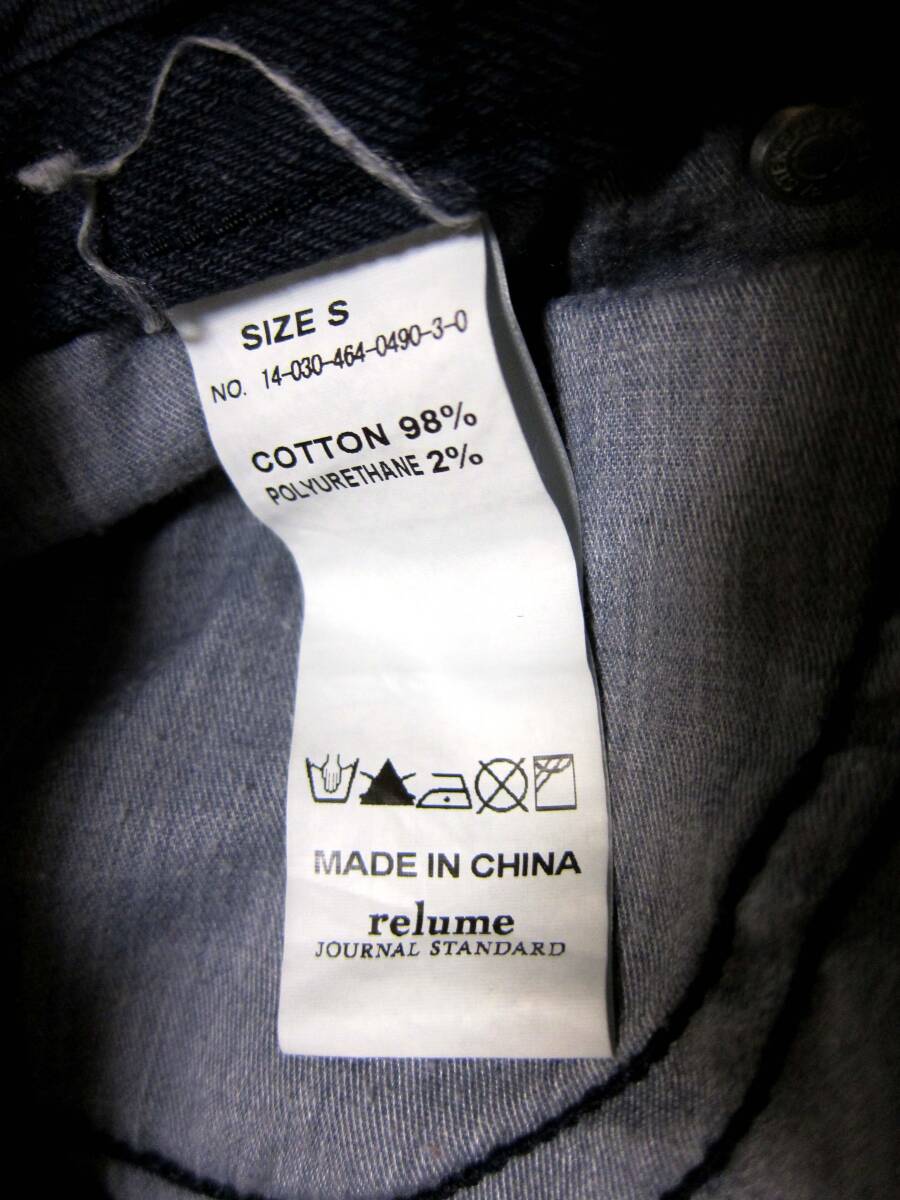 SIZE S
NO. 14-030-464-0490-3-0
COTTON 98%
POLYURETHANE 2%
MADE IN CHINA
relume
JOURNAL STANDARD